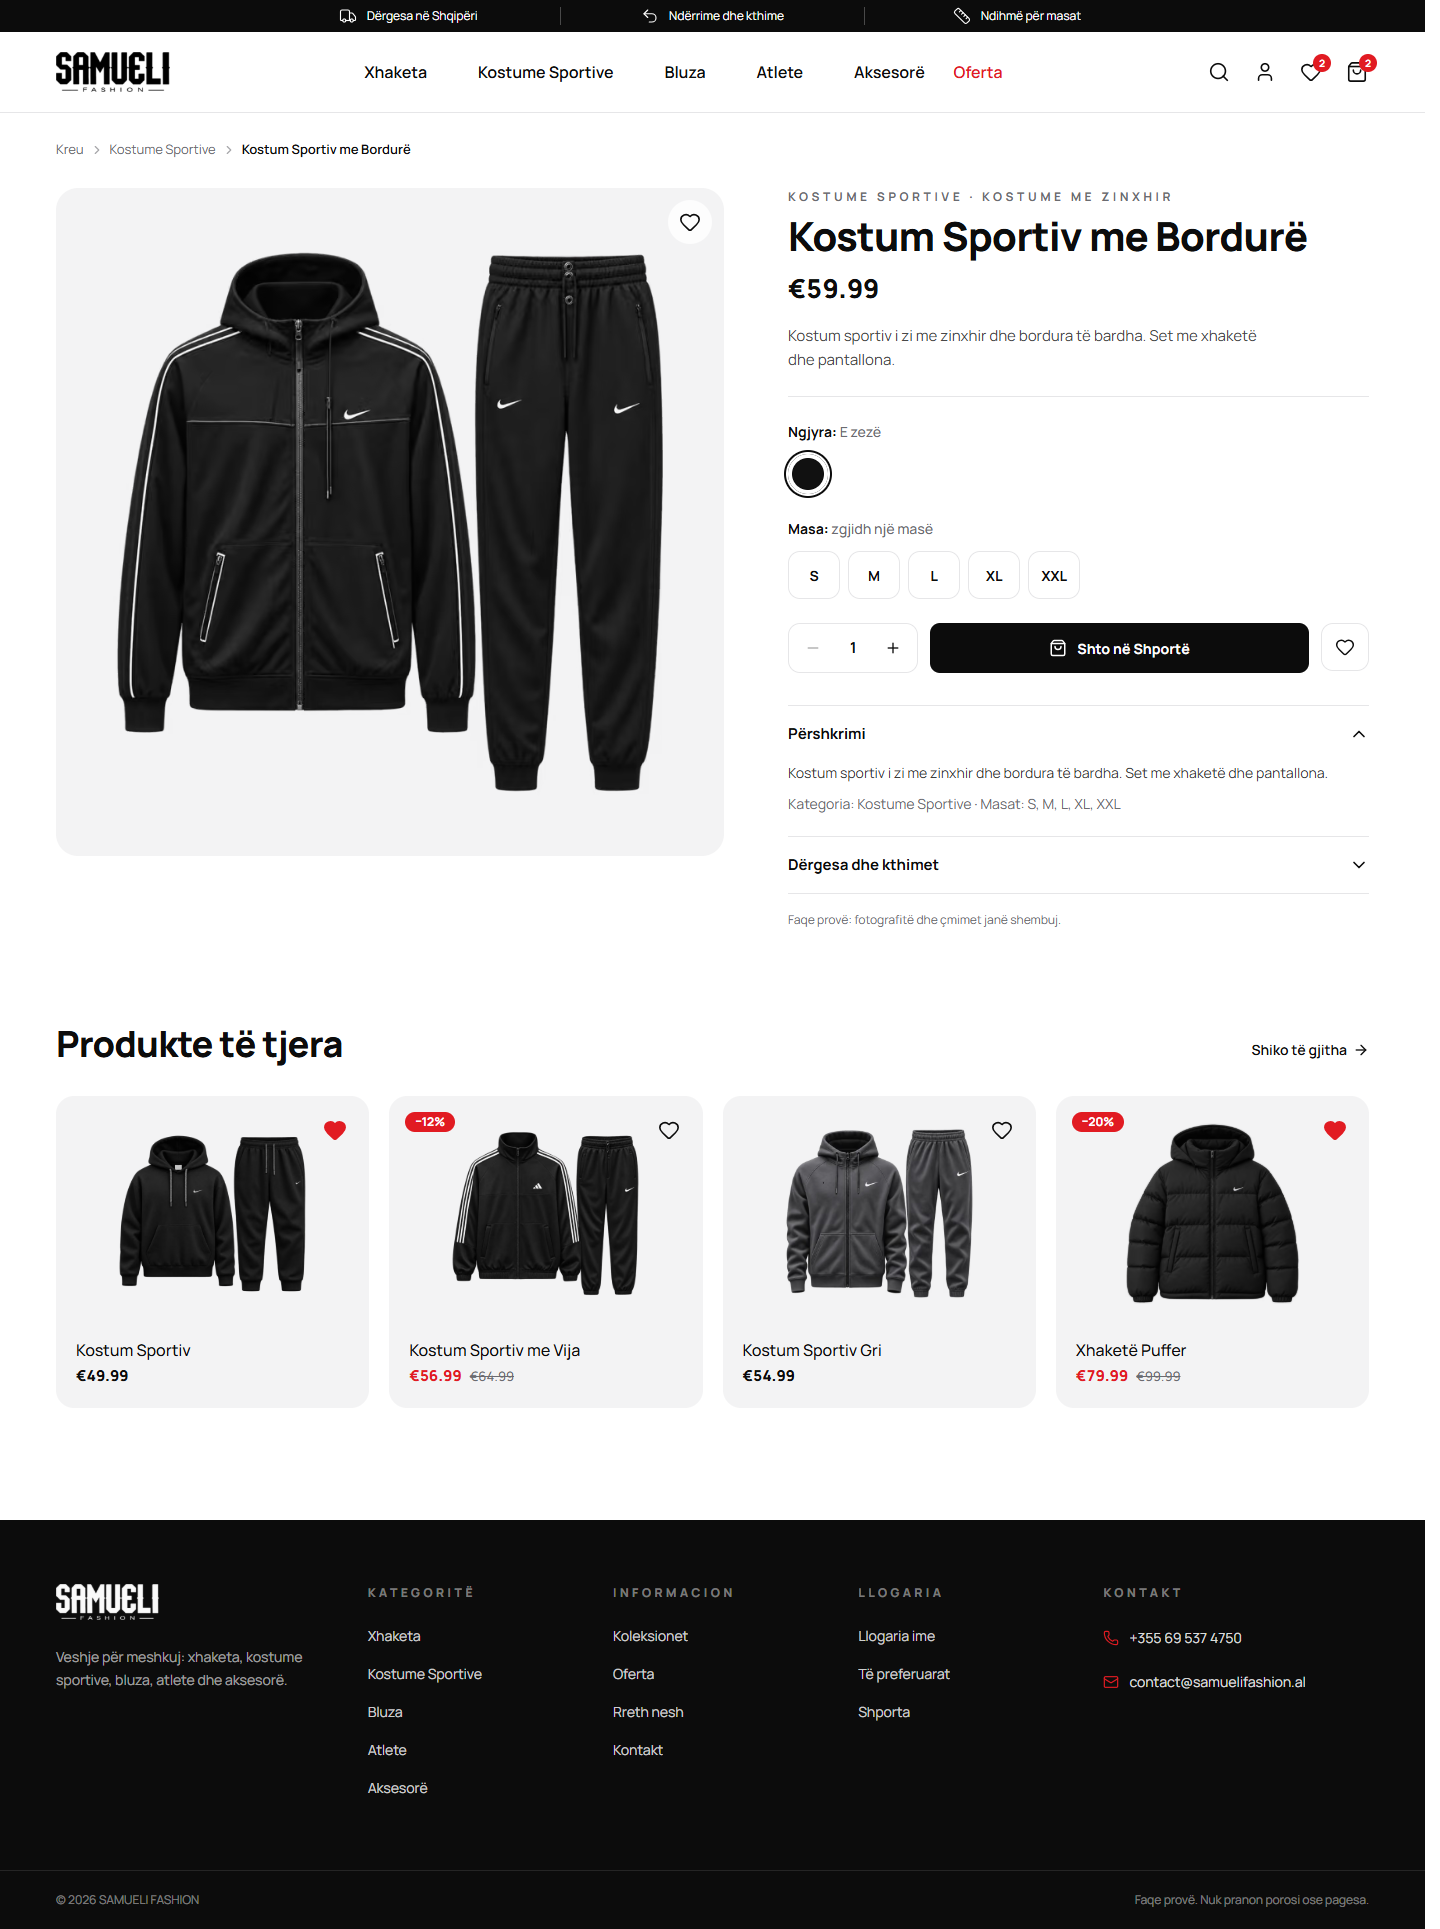 Dërgesa në Shqipëri
Ndërrime dhe kthime
Ndihmë për masat
SAMUELI
FASHION
Xhaketa
Kostume Sportive
Bluza
Atlete
Aksesorë
Oferta
2
2
Kreu
Kostume Sportive
Kostum Sportiv me Bordurë
KOSTUME SPORTIVE · KOSTUME ME ZINXHIR
Kostum Sportiv me Bordurë
€59.99
Kostum sportiv i zi me zinxhir dhe bordura të bardha. Set me xhaketë
dhe pantallona.
Ngjyra: E zezë
Masa: zgjidh një masë
S
M
L
XL
XXL
1
Shto në Shportë
Përshkrimi
Kostum sportiv i zi me zinxhir dhe bordura të bardha. Set me xhaketë dhe pantallona.
Kategoria: Kostume Sportive · Masat: S, M, L, XL, XXL
Dërgesa dhe kthimet
Faqe provë: fotografitë dhe çmimet janë shembuj.
Produkte të tjera
Shiko të gjitha
Kostum Sportiv
€49.99
−12%
Kostum Sportiv me Vija
€56.99 €64.99
Kostum Sportiv Gri
€54.99
−20%
Xhaketë Puffer
€79.99 €99.99
SAMUELI
FASHION
Veshje për meshkuj: xhaketa, kostume
sportive, bluza, atlete dhe aksesorë.
KATEGORITË
Xhaketa
Kostume Sportive
Bluza
Atlete
Aksesorë
INFORMACION
Koleksionet
Oferta
Rreth nesh
Kontakt
LLOGARIA
Llogaria ime
Të preferuarat
Shporta
KONTAKT
+355 69 537 4750
contact@samuelifashion.al
© 2026 SAMUELI FASHION
Faqe provë. Nuk pranon porosi ose pagesa.